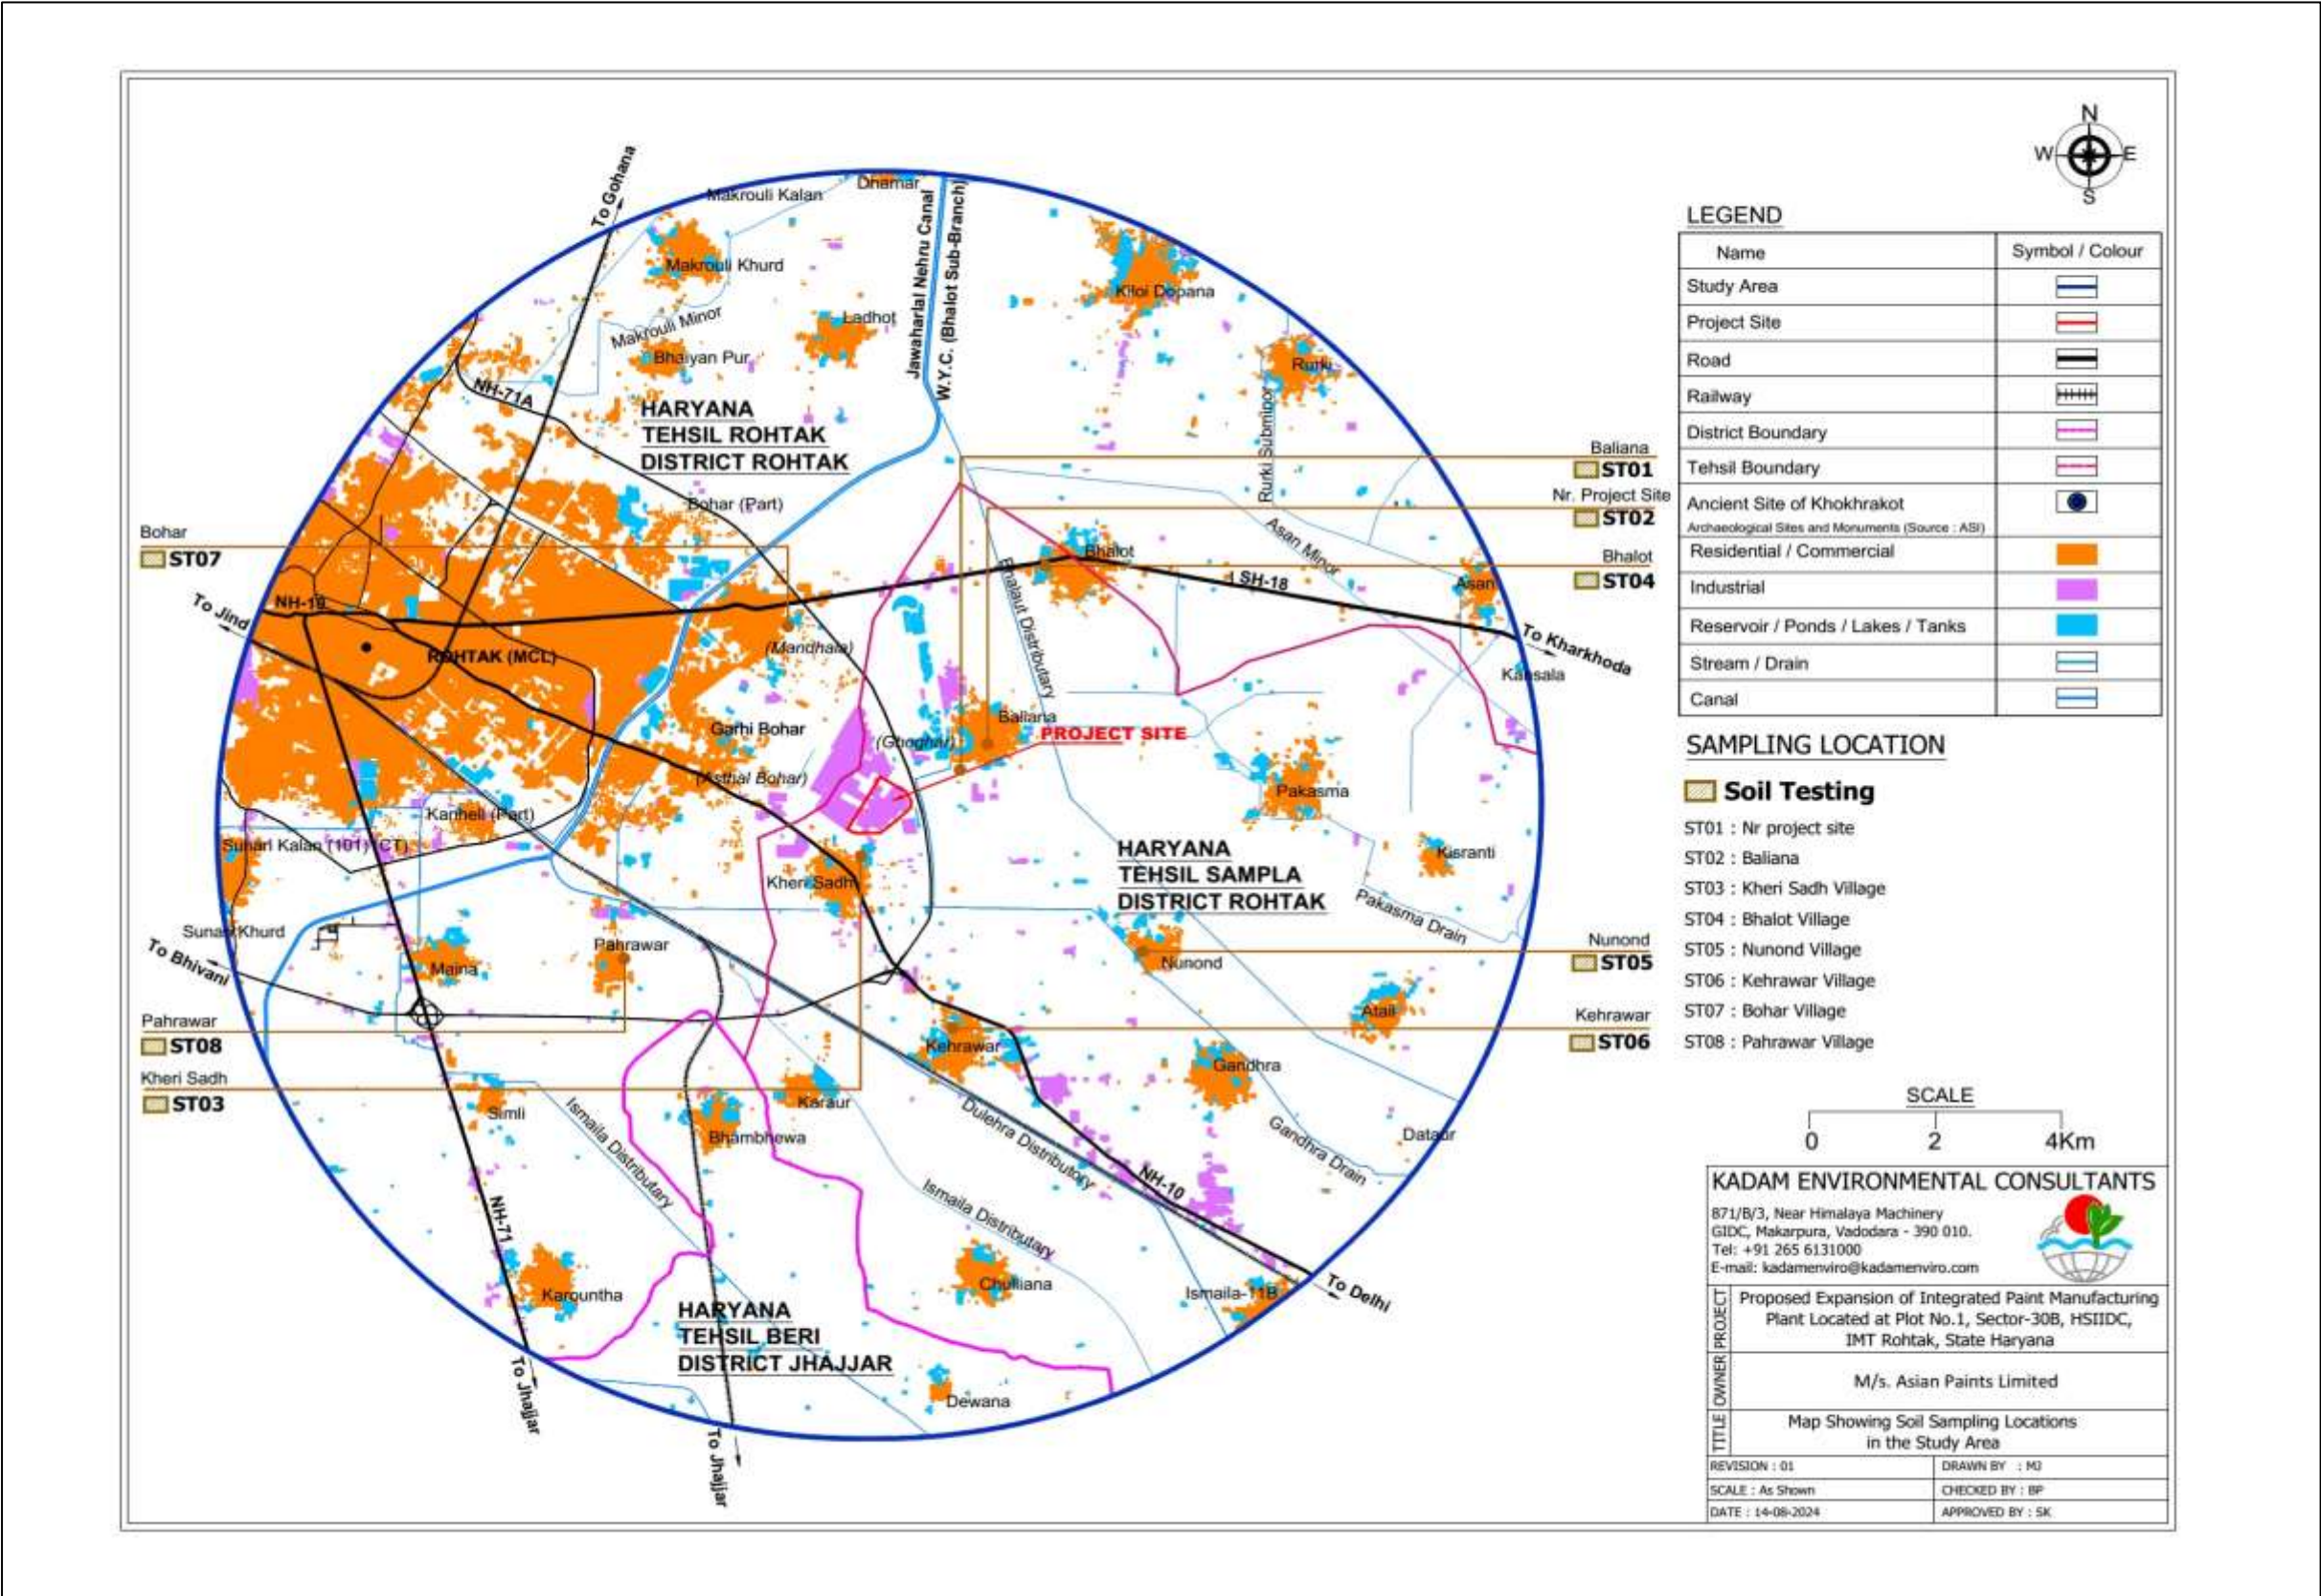 N
W
E
S
To Gohana
Makrouli Kalan
Dhamar
Jawaharlal Nehru Canal
W.Y.C. (Bhalot Sub-Branch)
Makrouli Khurd
Kiloi Dopana
Makrouli Minor
Ladhot
Bhaiyan Pur
Rurki
Rurki Subminor
NH-71A
HARYANA
TEHSIL ROHTAK
DISTRICT ROHTAK
Bohar (Part)
Baliana
ST01
Nr. Project Site
ST02
Bhalot
ST04
Bohar
ST07
Bhalot
Asan Minor
Asan
SH-18
Bhalaut Distributary
To Jind
NH-10
To Kharkhoda
Kansala
ROHTAK (MCL)
(Mandhala)
Garhi Bohar
Baliana
(Ghoghar)
PROJECT SITE
(Asthal Bohar)
Pakasma
Kanheli (Part)
Sunari Kalan (101) (CT)
Kisranti
Kheri Sadh
HARYANA
TEHSIL SAMPLA
DISTRICT ROHTAK
Pakasma Drain
Sunari Khurd
To Bhivani
Maina
Pahrawar
Nunond
Nunond
ST05
Atail
Pahrawar
ST08
Kehrawar
Kehrawar
ST06
Gandhra
Kheri Sadh
ST03
Simli
Karaur
Bhambhewa
Ismaila Distributary
Dulehra Distributory
Gandhra Drain
Dataur
NH-10
NH-71
Ismaila Distributary
Karountha
Chulliana
Ismaila-11B
To Delhi
HARYANA
TEHSIL BERI
DISTRICT JHAJJAR
Dewana
To Jhajjar
To Jhajjar
LEGEND
Name
Symbol / Colour
Study Area
Project Site
Road
Railway
District Boundary
Tehsil Boundary
Ancient Site of Khokhrakot
Archaeological Sites and Monuments (Source : ASI)
Residential / Commercial
Industrial
Reservoir / Ponds / Lakes / Tanks
Stream / Drain
Canal
SAMPLING LOCATION
Soil Testing
ST01 : Nr project site
ST02 : Baliana
ST03 : Kheri Sadh Village
ST04 : Bhalot Village
ST05 : Nunond Village
ST06 : Kehrawar Village
ST07 : Bohar Village
ST08 : Pahrawar Village
SCALE
0 2 4Km
KADAM ENVIRONMENTAL CONSULTANTS
871/B/3, Near Himalaya Machinery
GIDC, Makarpura, Vadodara - 390 010.
Tel: +91 265 6131000
E-mail: kadamenviro@kadamenviro.com
PROJECT
Proposed Expansion of Integrated Paint Manufacturing
Plant Located at Plot No.1, Sector-30B, HSIIDC,
IMT Rohtak, State Haryana
OWNER
M/s. Asian Paints Limited
TITLE
Map Showing Soil Sampling Locations
in the Study Area
REVISION : 01
DRAWN BY : MJ
SCALE : As Shown
CHECKED BY : BP
DATE : 14-08-2024
APPROVED BY : SK